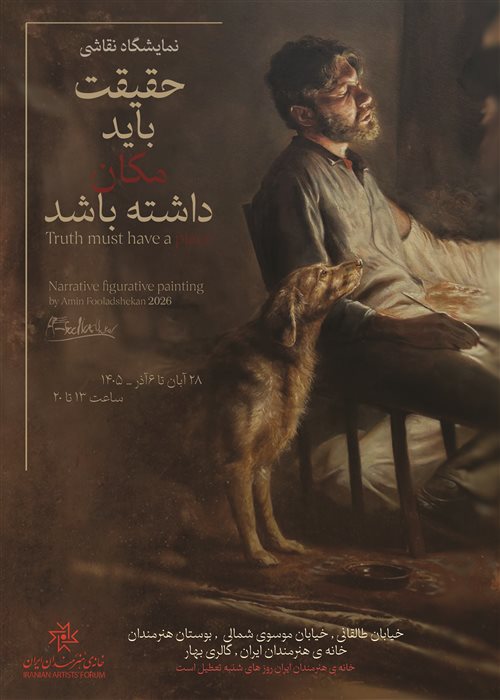 نمایشگاه نقاشی
حقیقت
باید
مکان
داشته باشد
Truth must have a place
Narrative figurative painting
by Amin Fooladshekan 2026
۲۸ آبان تا ۶ آذر - ۱۴۰۵
ساعت ۱۳ تا ۲۰
خیابان طالقانی , خیابان موسوی شمالی , بوستان هنرمندان
خانه ی هنرمندان ایران , گالری بهار
خانه ی هنرمندان ایران روز های شنبه تعطیل است
خانه‌ی هنرمندان ایران
IRANIAN ARTISTS' FORUM